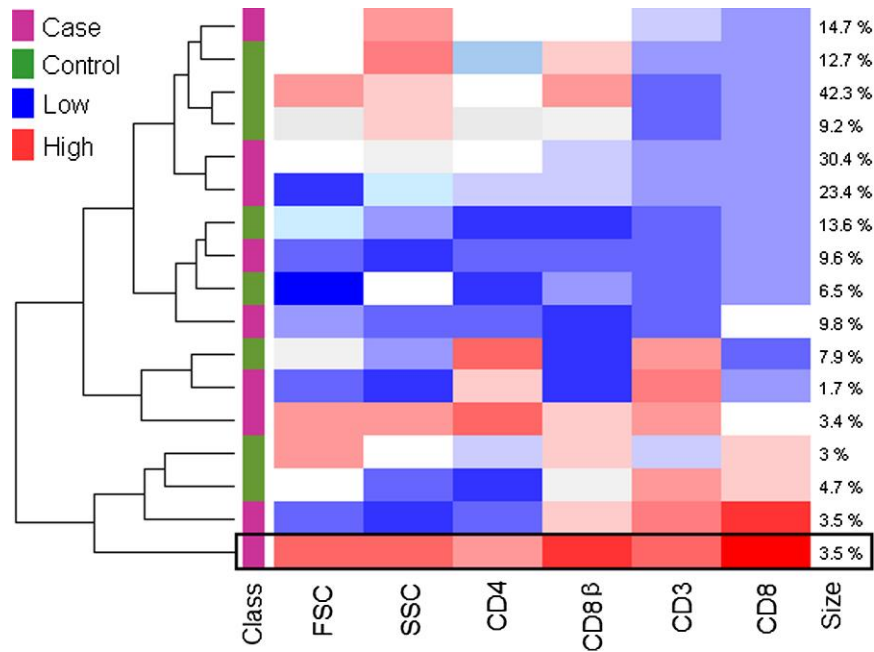 Case
Control
Low
High
14.7 %
12.7 %
42.3 %
9.2 %
30.4 %
23.4 %
13.6 %
9.6 %
6.5 %
9.8 %
7.9 %
1.7 %
3.4 %
3 %
4.7 %
3.5 %
3.5 %
Class
FSC
SSC
CD4
CD8β
CD3
CD8
Size